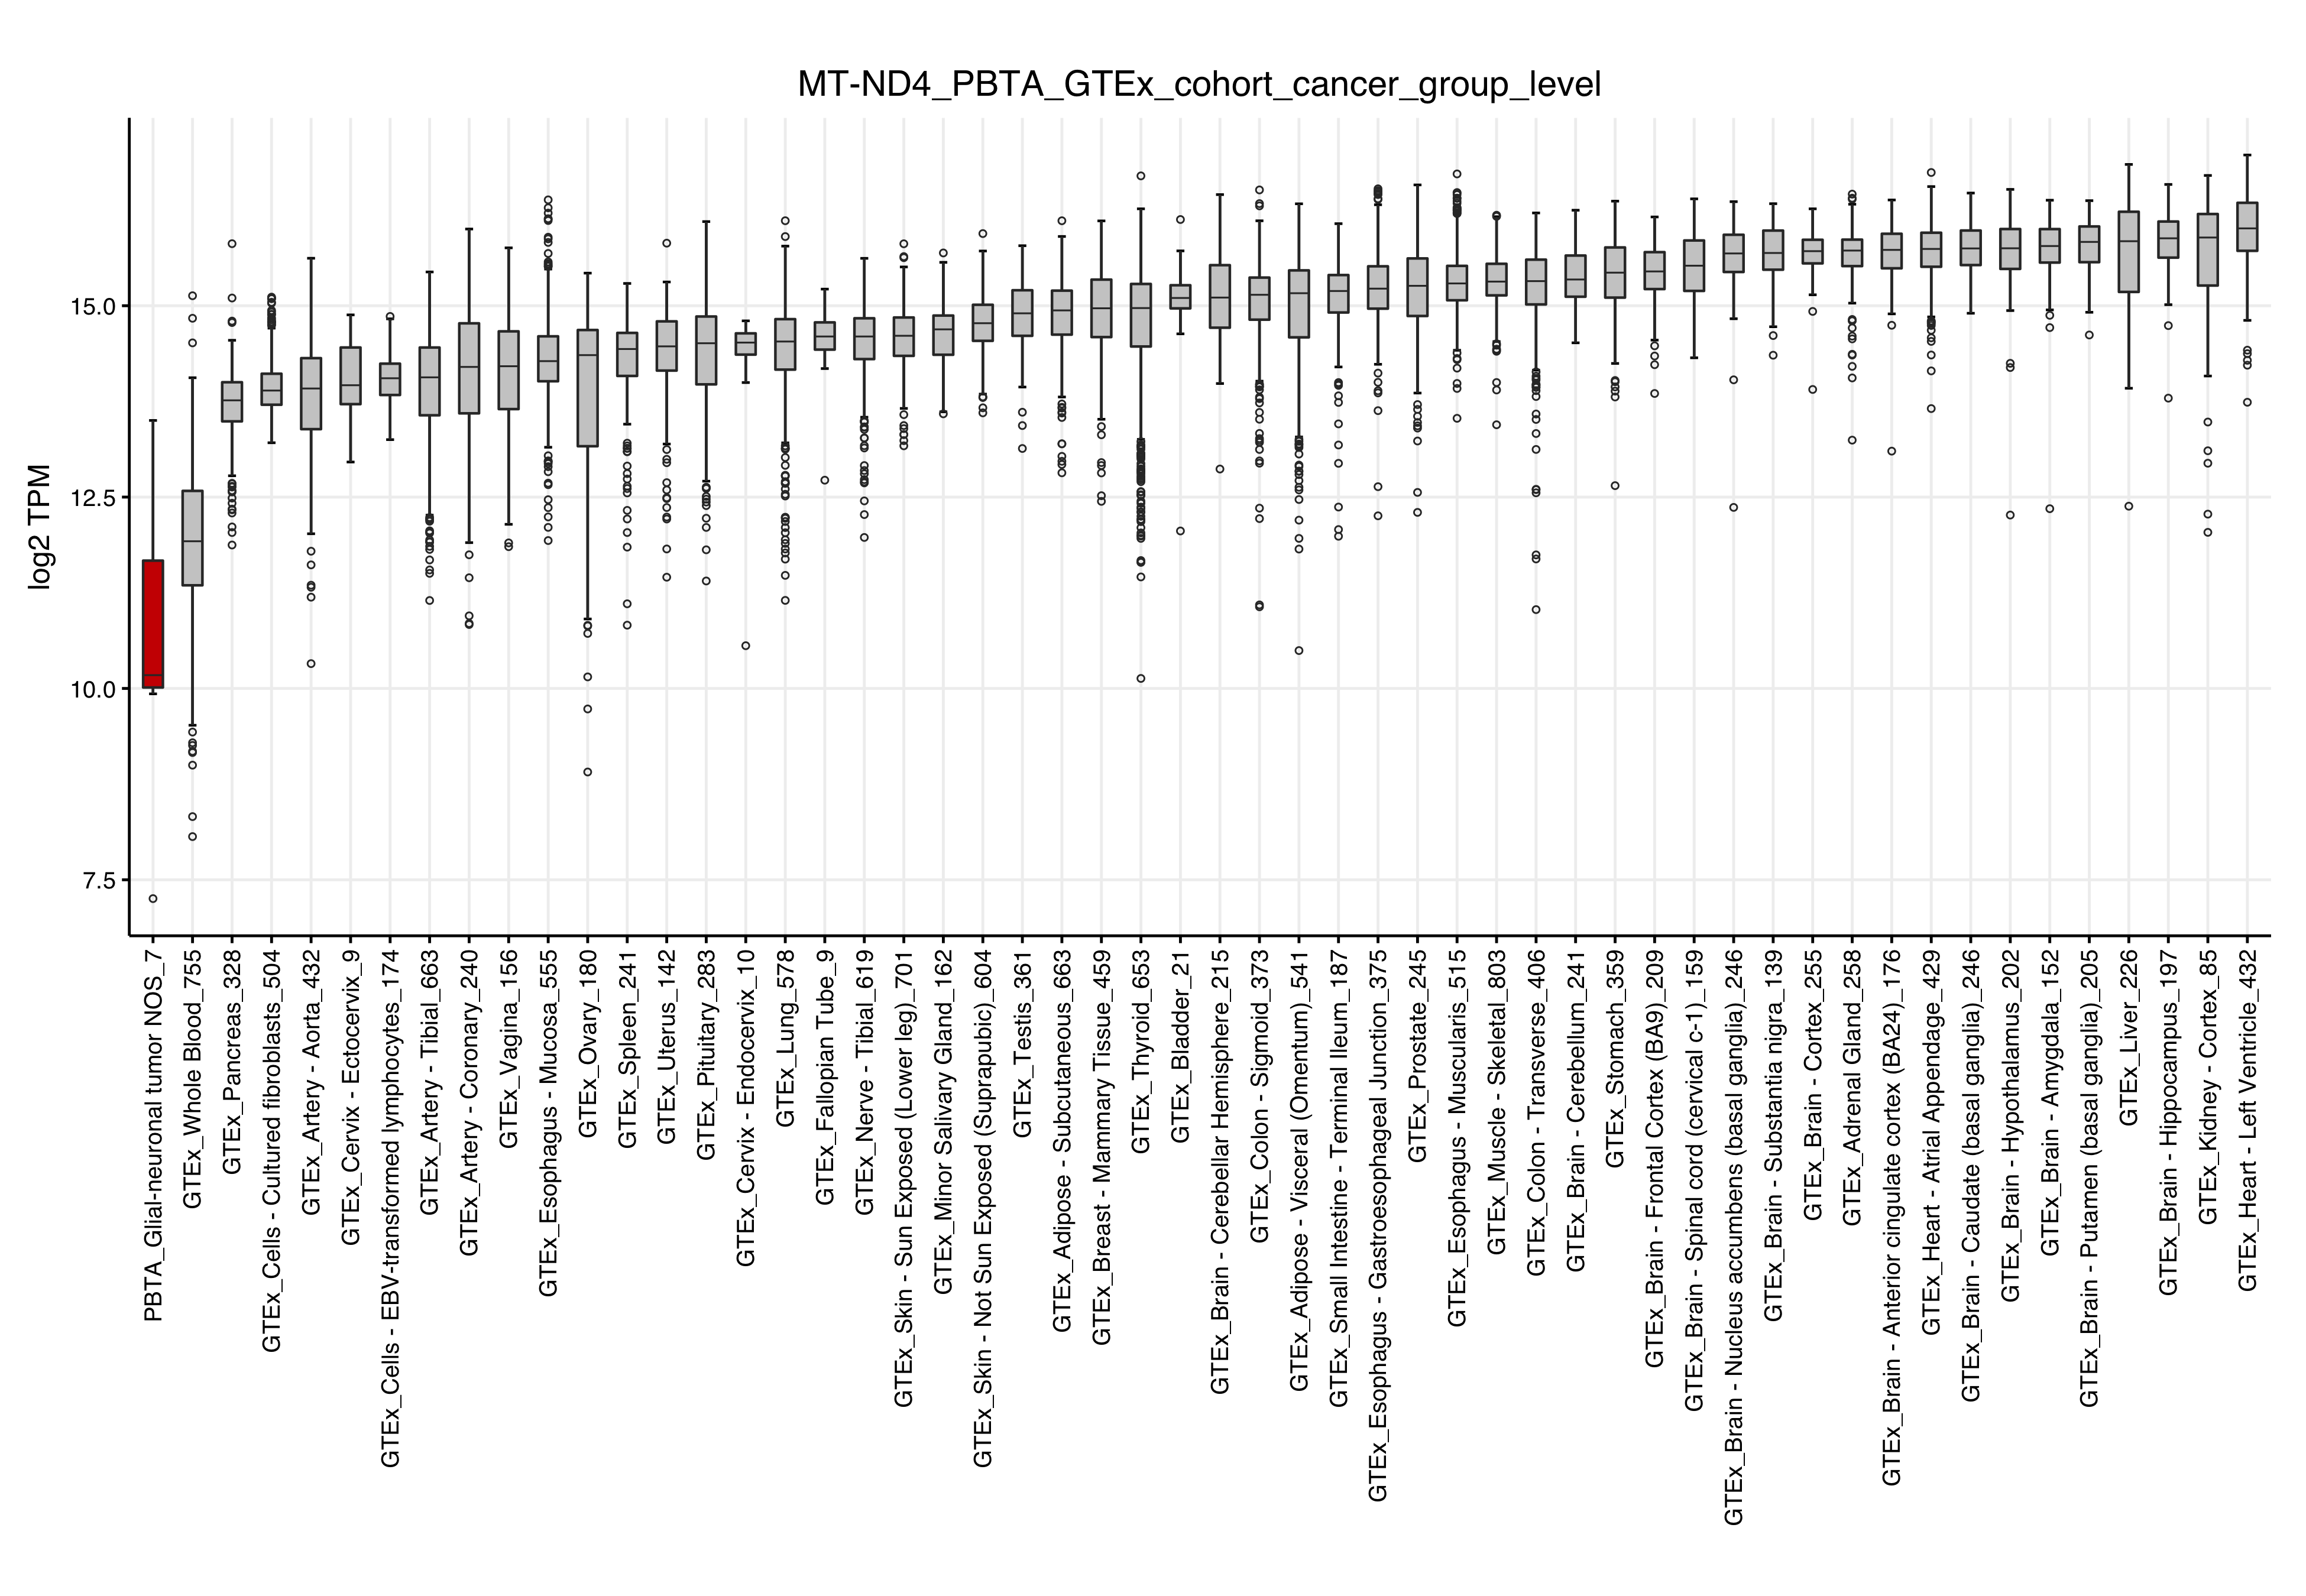 MT-ND4_PBTA_GTEx_cohort_cancer_group_level
log2 TPM
15.0
12.5
10.0
7.5
PBTA_Glial-neuronal tumor NOS_7
GTEx_Whole Blood_755
GTEx_Pancreas_328
GTEx_Cells - Cultured fibroblasts_504
GTEx_Artery - Aorta_432
GTEx_Cervix - Ectocervix_9
GTEx_Cells - EBV-transformed lymphocytes_174
GTEx_Artery - Tibial_663
GTEx_Artery - Coronary_240
GTEx_Vagina_156
GTEx_Esophagus - Mucosa_555
GTEx_Ovary_180
GTEx_Spleen_241
GTEx_Uterus_142
GTEx_Pituitary_283
GTEx_Cervix - Endocervix_10
GTEx_Lung_578
GTEx_Fallopian Tube_9
GTEx_Nerve - Tibial_619
GTEx_Skin - Sun Exposed (Lower leg)_701
GTEx_Minor Salivary Gland_162
GTEx_Skin - Not Sun Exposed (Suprapubic)_604
GTEx_Testis_361
GTEx_Adipose - Subcutaneous_663
GTEx_Breast - Mammary Tissue_459
GTEx_Thyroid_653
GTEx_Bladder_21
GTEx_Brain - Cerebellar Hemisphere_215
GTEx_Colon - Sigmoid_373
GTEx_Adipose - Visceral (Omentum)_541
GTEx_Small Intestine - Terminal Ileum_187
GTEx_Esophagus - Gastroesophageal Junction_375
GTEx_Prostate_245
GTEx_Esophagus - Muscularis_515
GTEx_Muscle - Skeletal_803
GTEx_Colon - Transverse_406
GTEx_Brain - Cerebellum_241
GTEx_Stomach_359
GTEx_Brain - Frontal Cortex (BA9)_209
GTEx_Brain - Spinal cord (cervical c-1)_159
GTEx_Brain - Nucleus accumbens (basal ganglia)_246
GTEx_Brain - Substantia nigra_139
GTEx_Brain - Cortex_255
GTEx_Adrenal Gland_258
GTEx_Brain - Anterior cingulate cortex (BA24)_176
GTEx_Heart - Atrial Appendage_429
GTEx_Brain - Caudate (basal ganglia)_246
GTEx_Brain - Hypothalamus_202
GTEx_Brain - Amygdala_152
GTEx_Brain - Putamen (basal ganglia)_205
GTEx_Liver_226
GTEx_Brain - Hippocampus_197
GTEx_Kidney - Cortex_85
GTEx_Heart - Left Ventricle_432